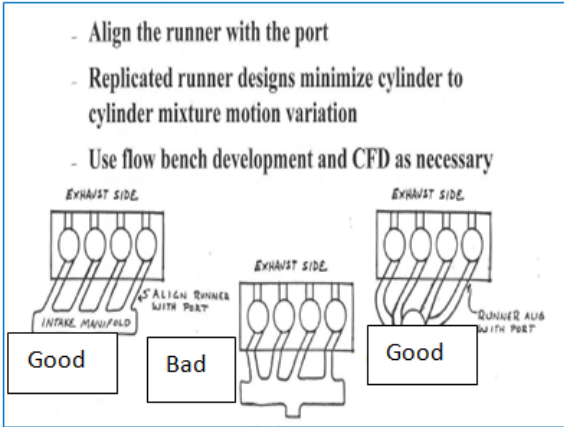 - Align the runner with the port
- Replicated runner designs minimize cylinder to
cylinder mixture motion variation
- Use flow bench development and CFD as necessary
EXHAUST SIDE
EXHAUST SIDE
EXHAUST SIDE
ALIGN RUNNER
WITH PORT
INTAKE MANIFOLD
RUNNER
WITH PORT
Good
Bad
Good